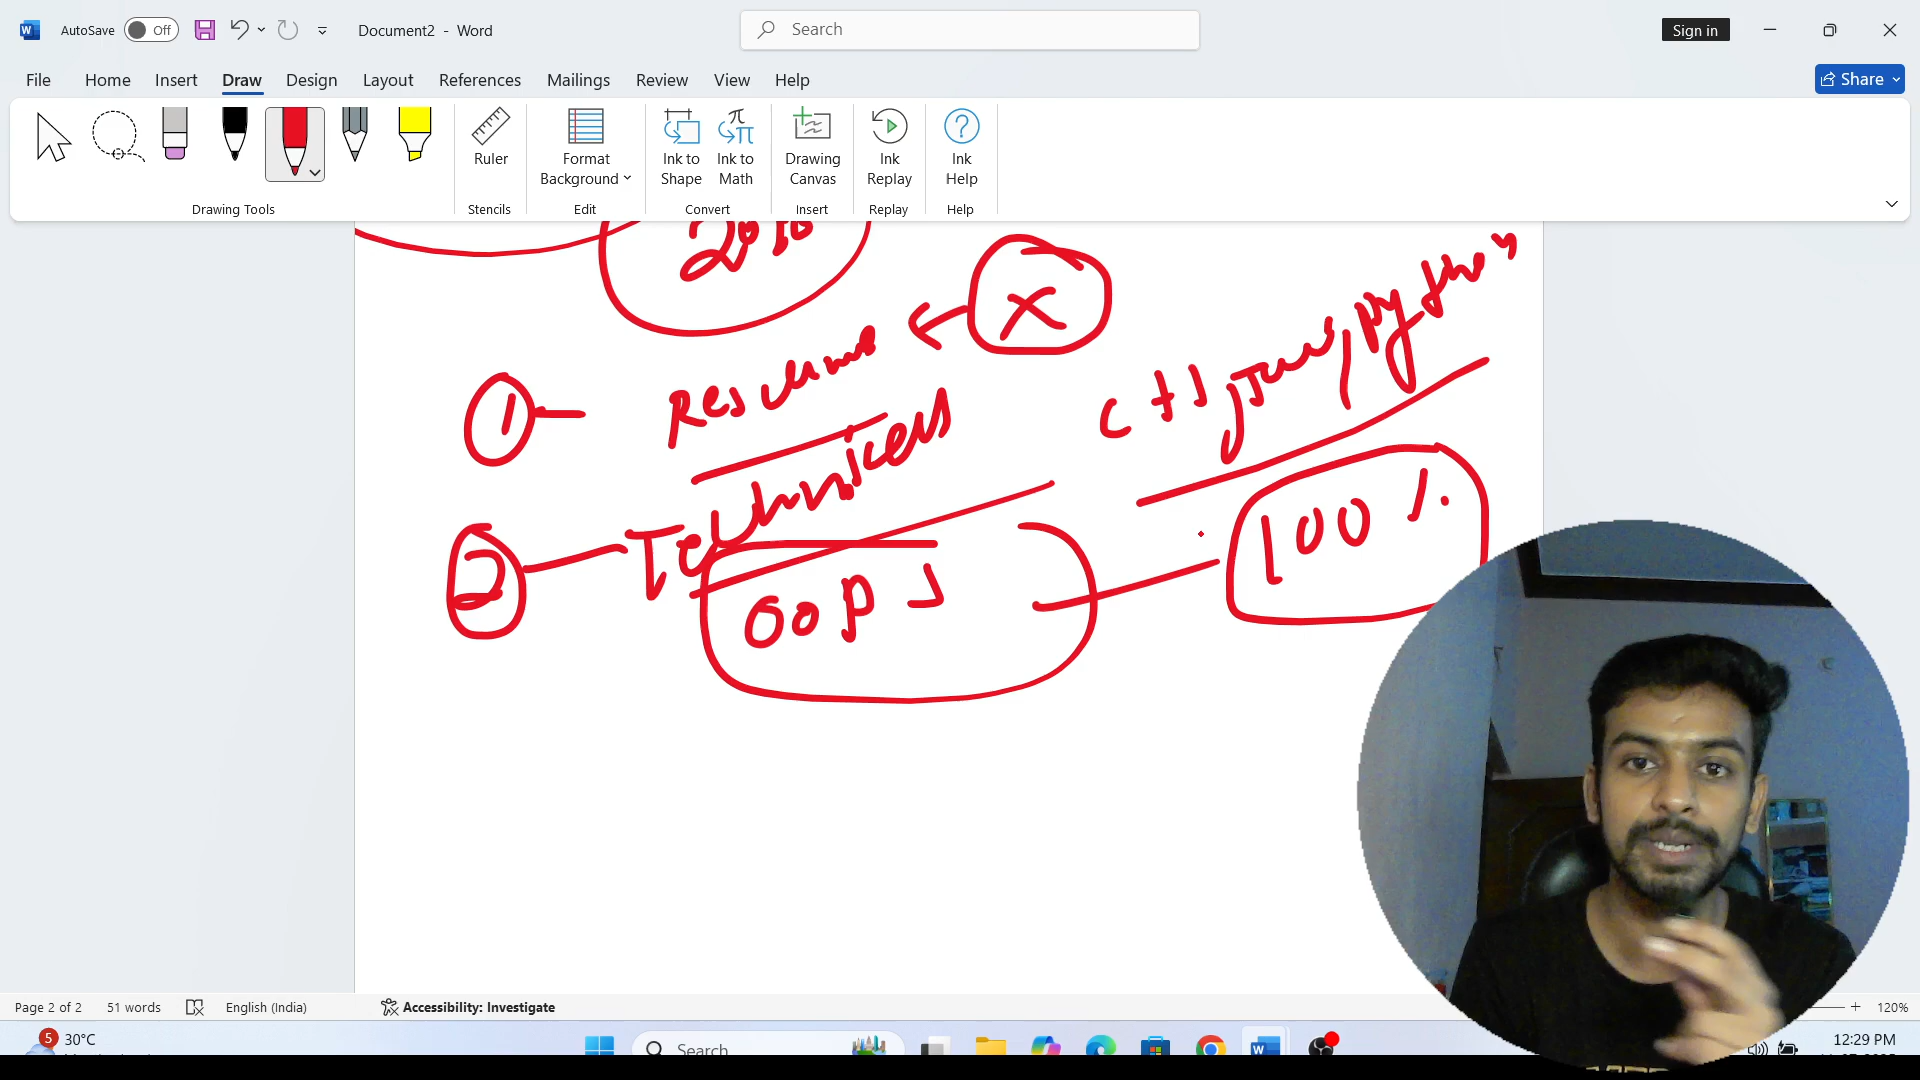 AutoSave Off Document2 - Word Search Sign in
File Home Insert Draw Design Layout References Mailings Review View Help Share
Ruler Format Background Ink to Shape Ink to Math Drawing Canvas Ink Replay Ink Help
Drawing Tools Stencils Edit Convert Insert Replay Help
X
① Resume
C++, Java, python
② Technical
100 %
OOPS
Page 2 of 2 51 words English (India) Accessibility: Investigate 120%
5 30°C Search 12:29 PM